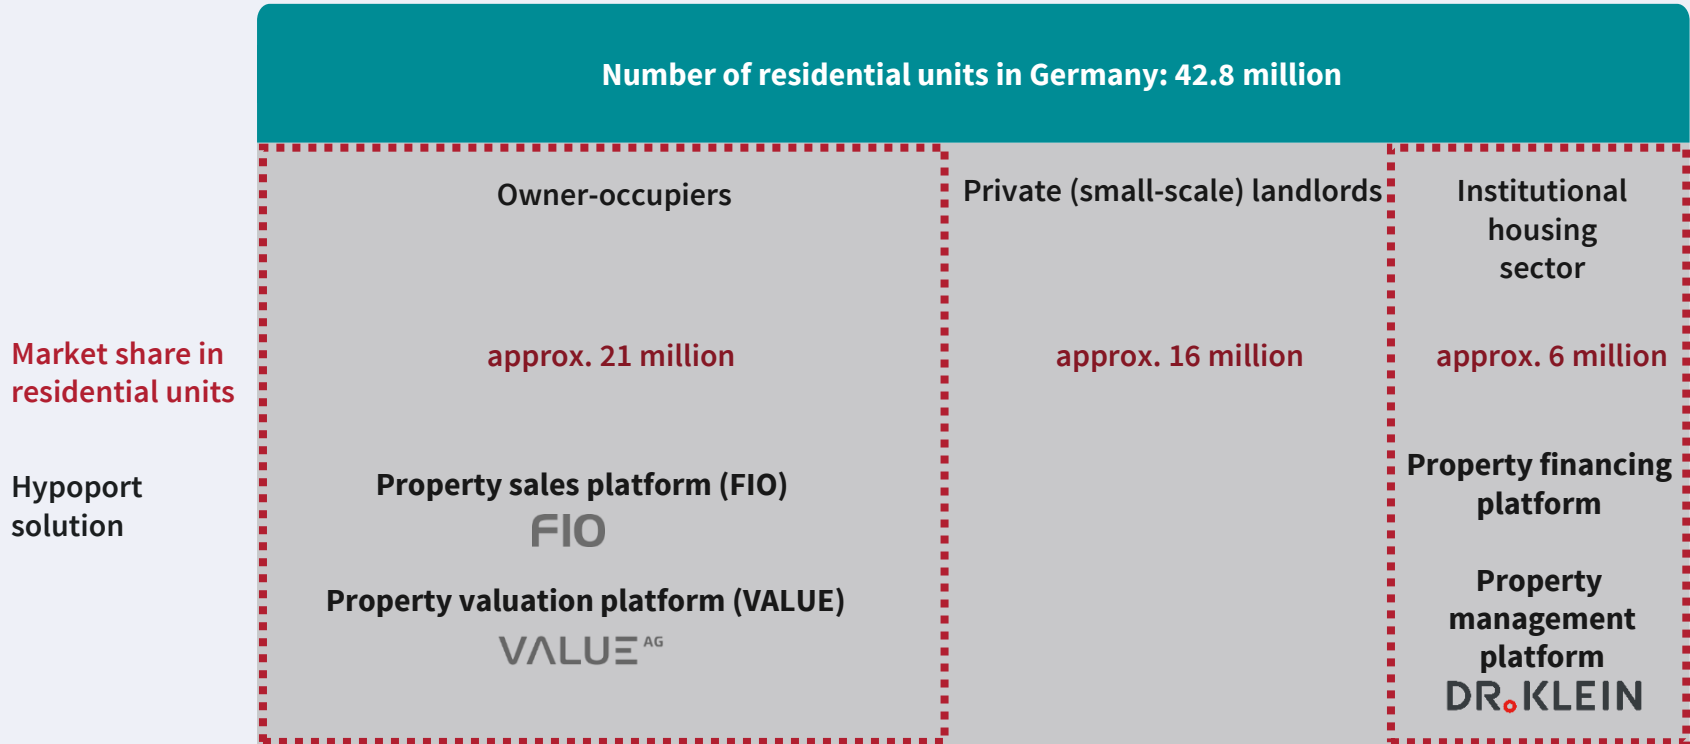 Number of residential units in Germany: 42.8 million
Owner-occupiers
Private (small-scale) landlords
Institutional
housing
sector
Market share in
residential units
approx. 21 million
approx. 16 million
approx. 6 million
Hypoport
solution
Property sales platform (FIO)
FIO
Property valuation platform (VALUE)
VALUE AG
Property financing
platform
Property
management
platform
DR.KLEIN